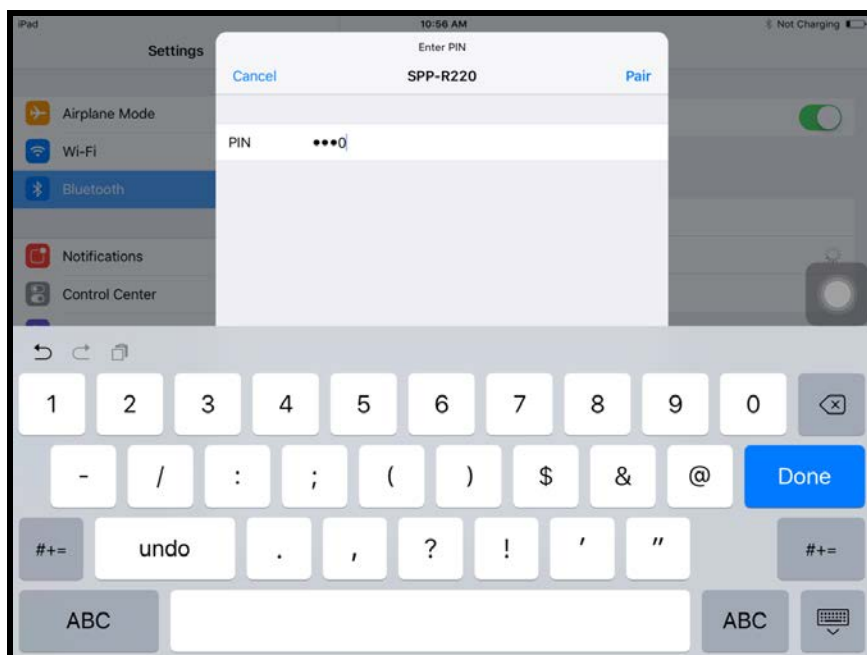 iPad 10:56 AM Not Charging
Settings
Enter PIN
Cancel SPP-R220 Pair
Airplane Mode
PIN •••0
Wi-Fi
Bluetooth
Notifications
Control Center
1 2 3 4 5 6 7 8 9 0
- / : ; ( ) $ & @ Done
#+= undo . , ? ! ' " #+=
ABC ABC